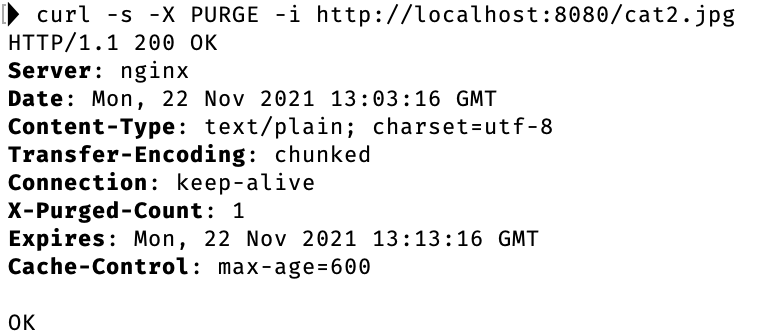 curl -s -X PURGE -i http://localhost:8080/cat2.jpg
HTTP/1.1 200 OK
Server: nginx
Date: Mon, 22 Nov 2021 13:03:16 GMT
Content-Type: text/plain; charset=utf-8
Transfer-Encoding: chunked
Connection: keep-alive
X-Purged-Count: 1
Expires: Mon, 22 Nov 2021 13:13:16 GMT
Cache-Control: max-age=600
OK